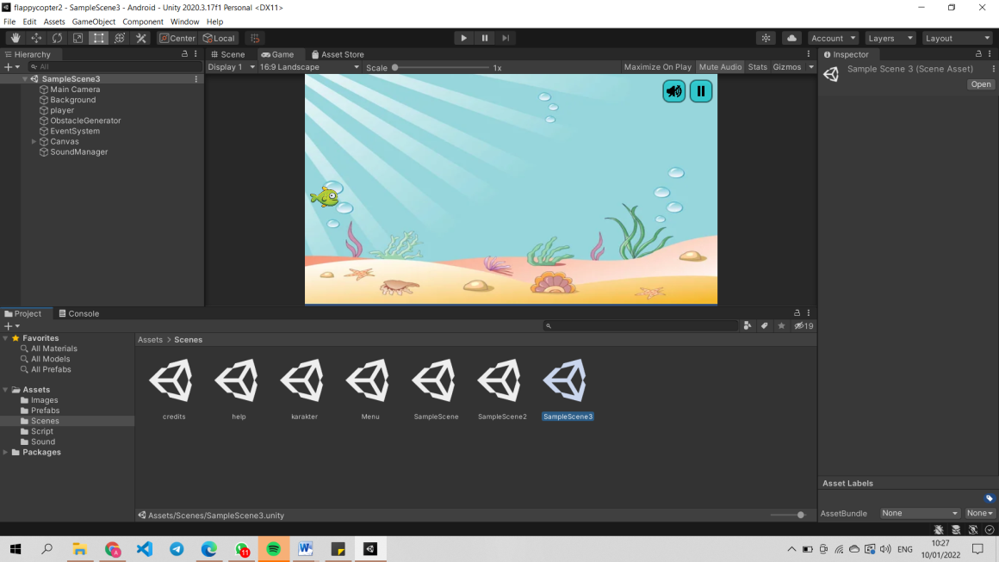 flappycopter2 - SampleScene3 - Android - Unity 2020.3.17f1 Personal <DX11>
File Edit Assets GameObject Component Window Help
Center Local Account Layers Layout
Hierarchy
All
SampleScene3
Main Camera
Background
player
ObstacleGenerator
EventSystem
Canvas
SoundManager
Scene Game Asset Store
Display 1 16:9 Landscape Scale 1x Maximize On Play Mute Audio Stats Gizmos
Inspector
Sample Scene 3 (Scene Asset)
Open
Project Console
19
Favorites
All Materials
All Models
All Prefabs
Assets
Images
Prefabs
Scenes
Script
Sound
Packages
Assets > Scenes
credits help karakter Menu SampleScene SampleScene2 SampleScene3
Assets/Scenes/SampleScene3.unity
Asset Labels
AssetBundle None None
11
A
W
ENG
10:27
10/01/2022